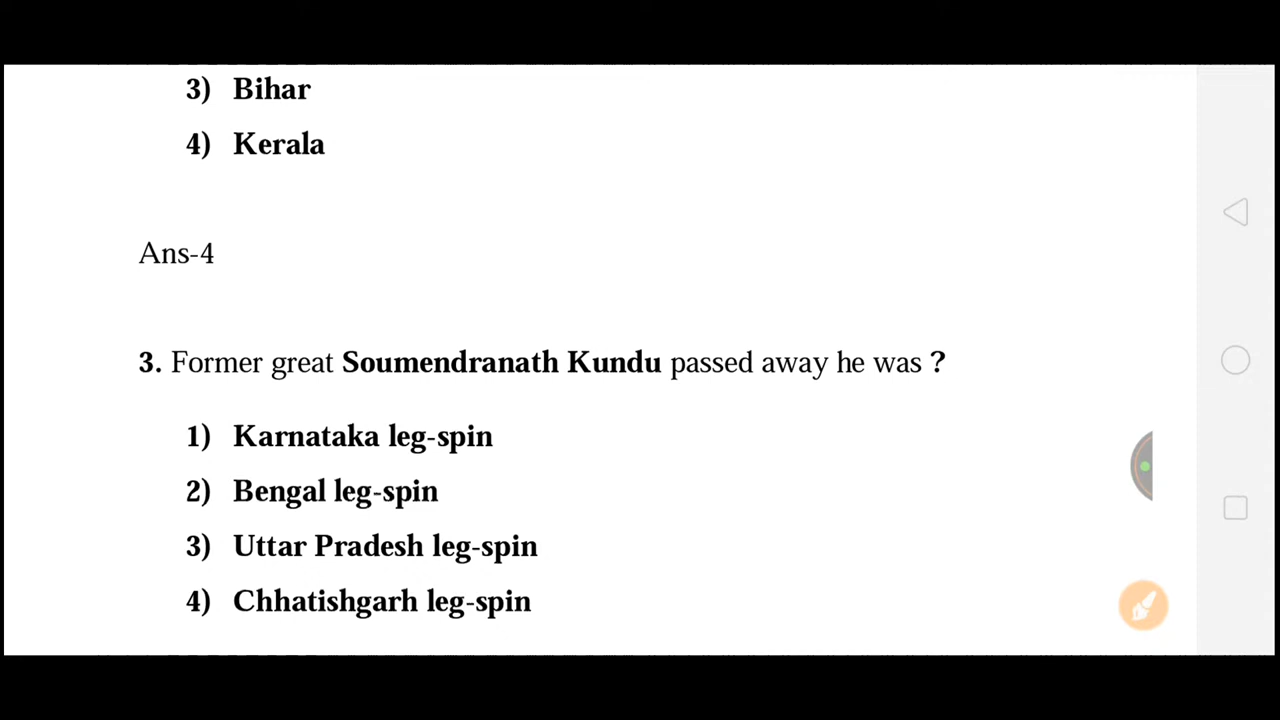 3) Bihar
4) Kerala
Ans-4
3. Former great Soumendranath Kundu passed away he was ?
1) Karnataka leg-spin
2) Bengal leg-spin
3) Uttar Pradesh leg-spin
4) Chhatishgarh leg-spin